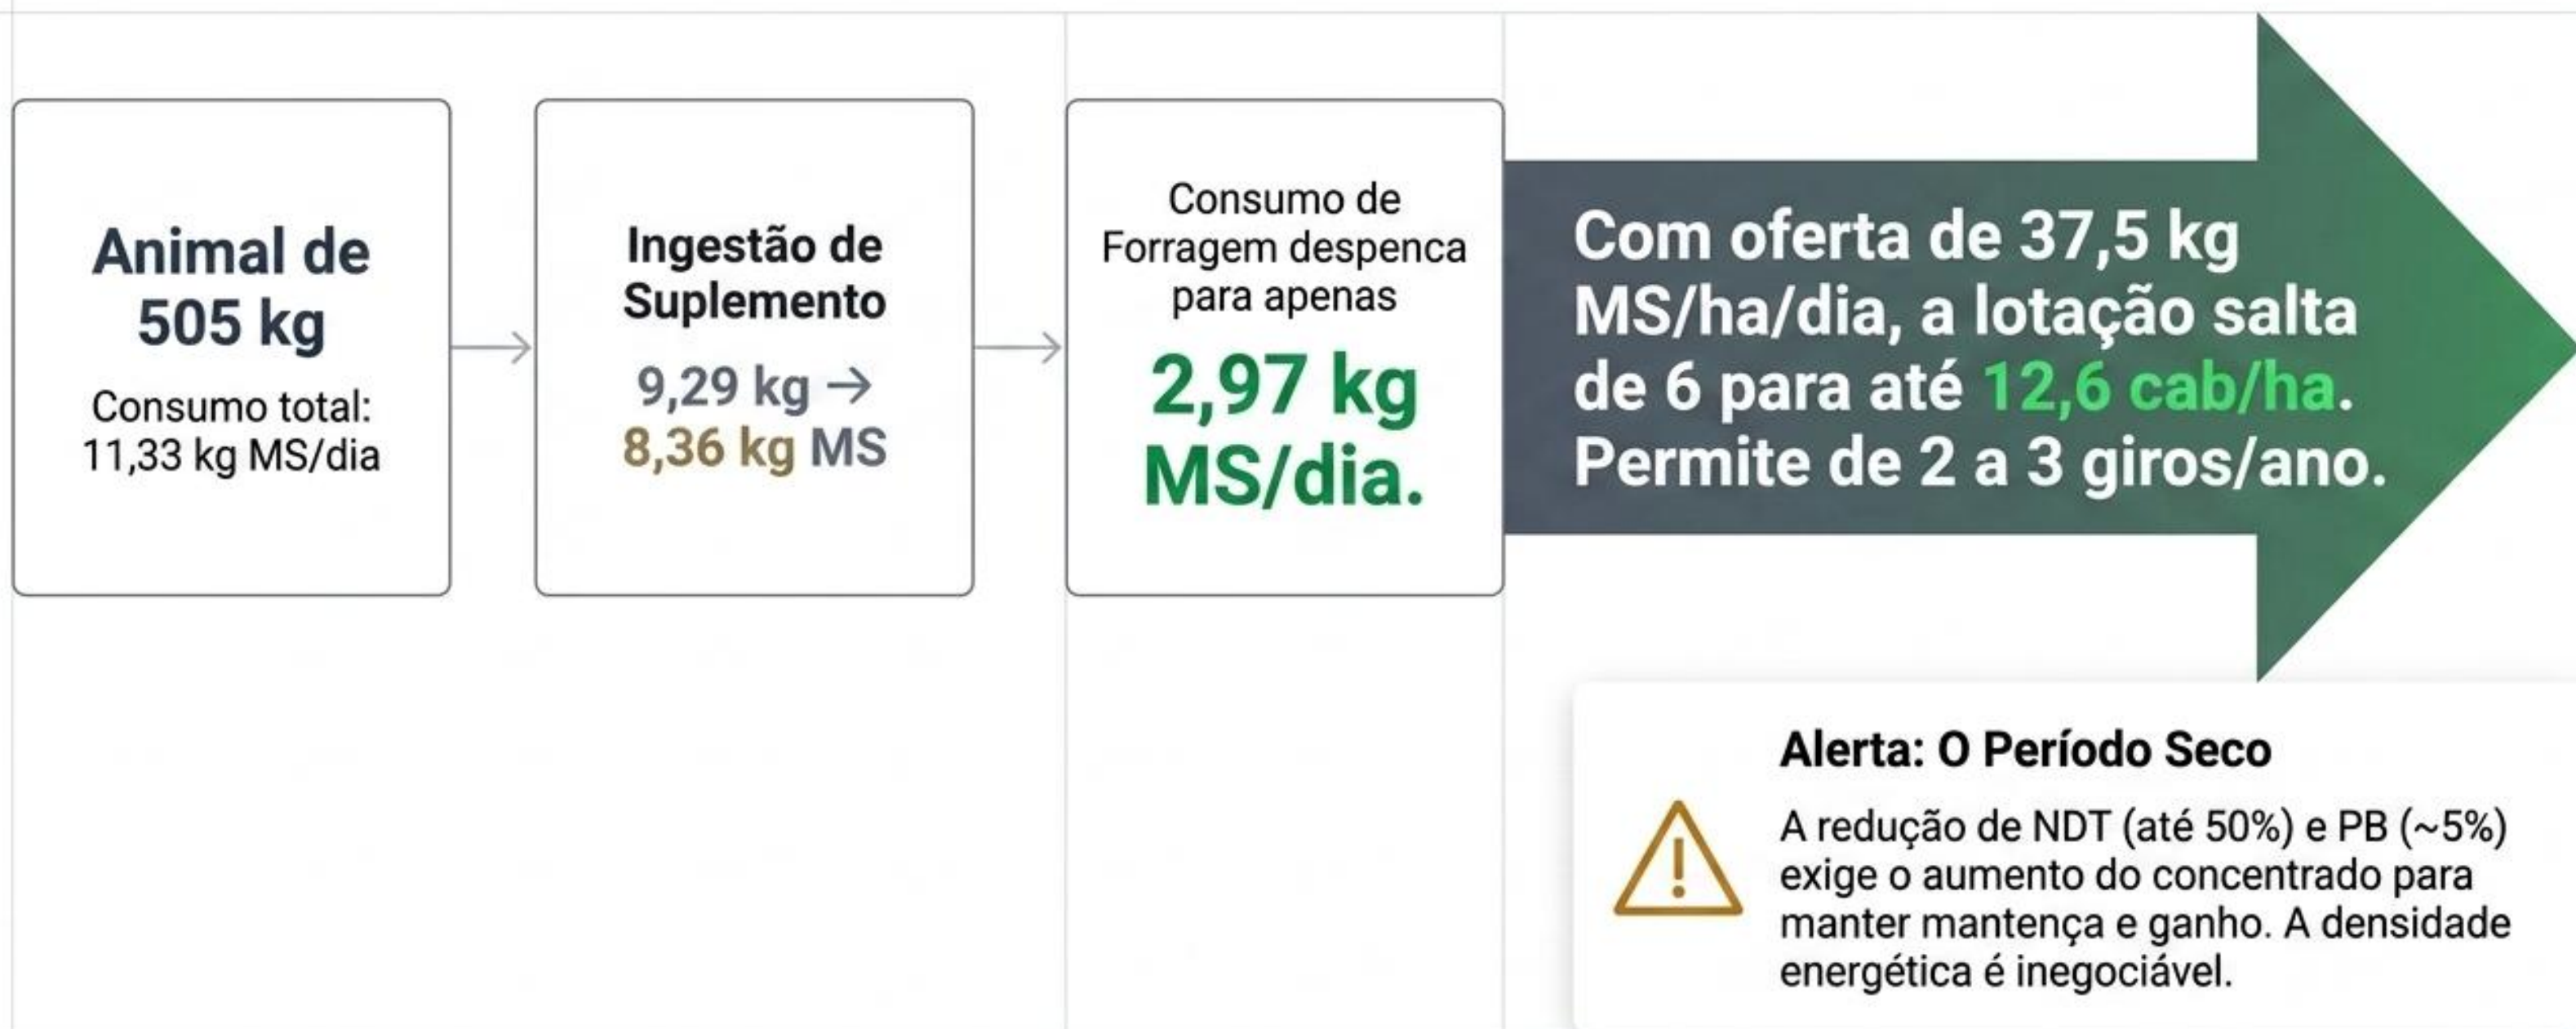 Animal de
505 kg
Consumo total:
11,33 kg MS/dia
Ingestão de
Suplemento
9,29 kg →
8,36 kg MS
Consumo de
Forragem despenca
para apenas
2,97 kg
MS/dia.
Com oferta de 37,5 kg
MS/ha/dia, a lotação salta
de 6 para até 12,6 cab/ha.
Permite de 2 a 3 giros/ano.
Alerta: O Período Seco
A redução de NDT (até 50%) e PB (~5%)
exige o aumento do concentrado para
manter mantença e ganho. A densidade
energética é inegociável.